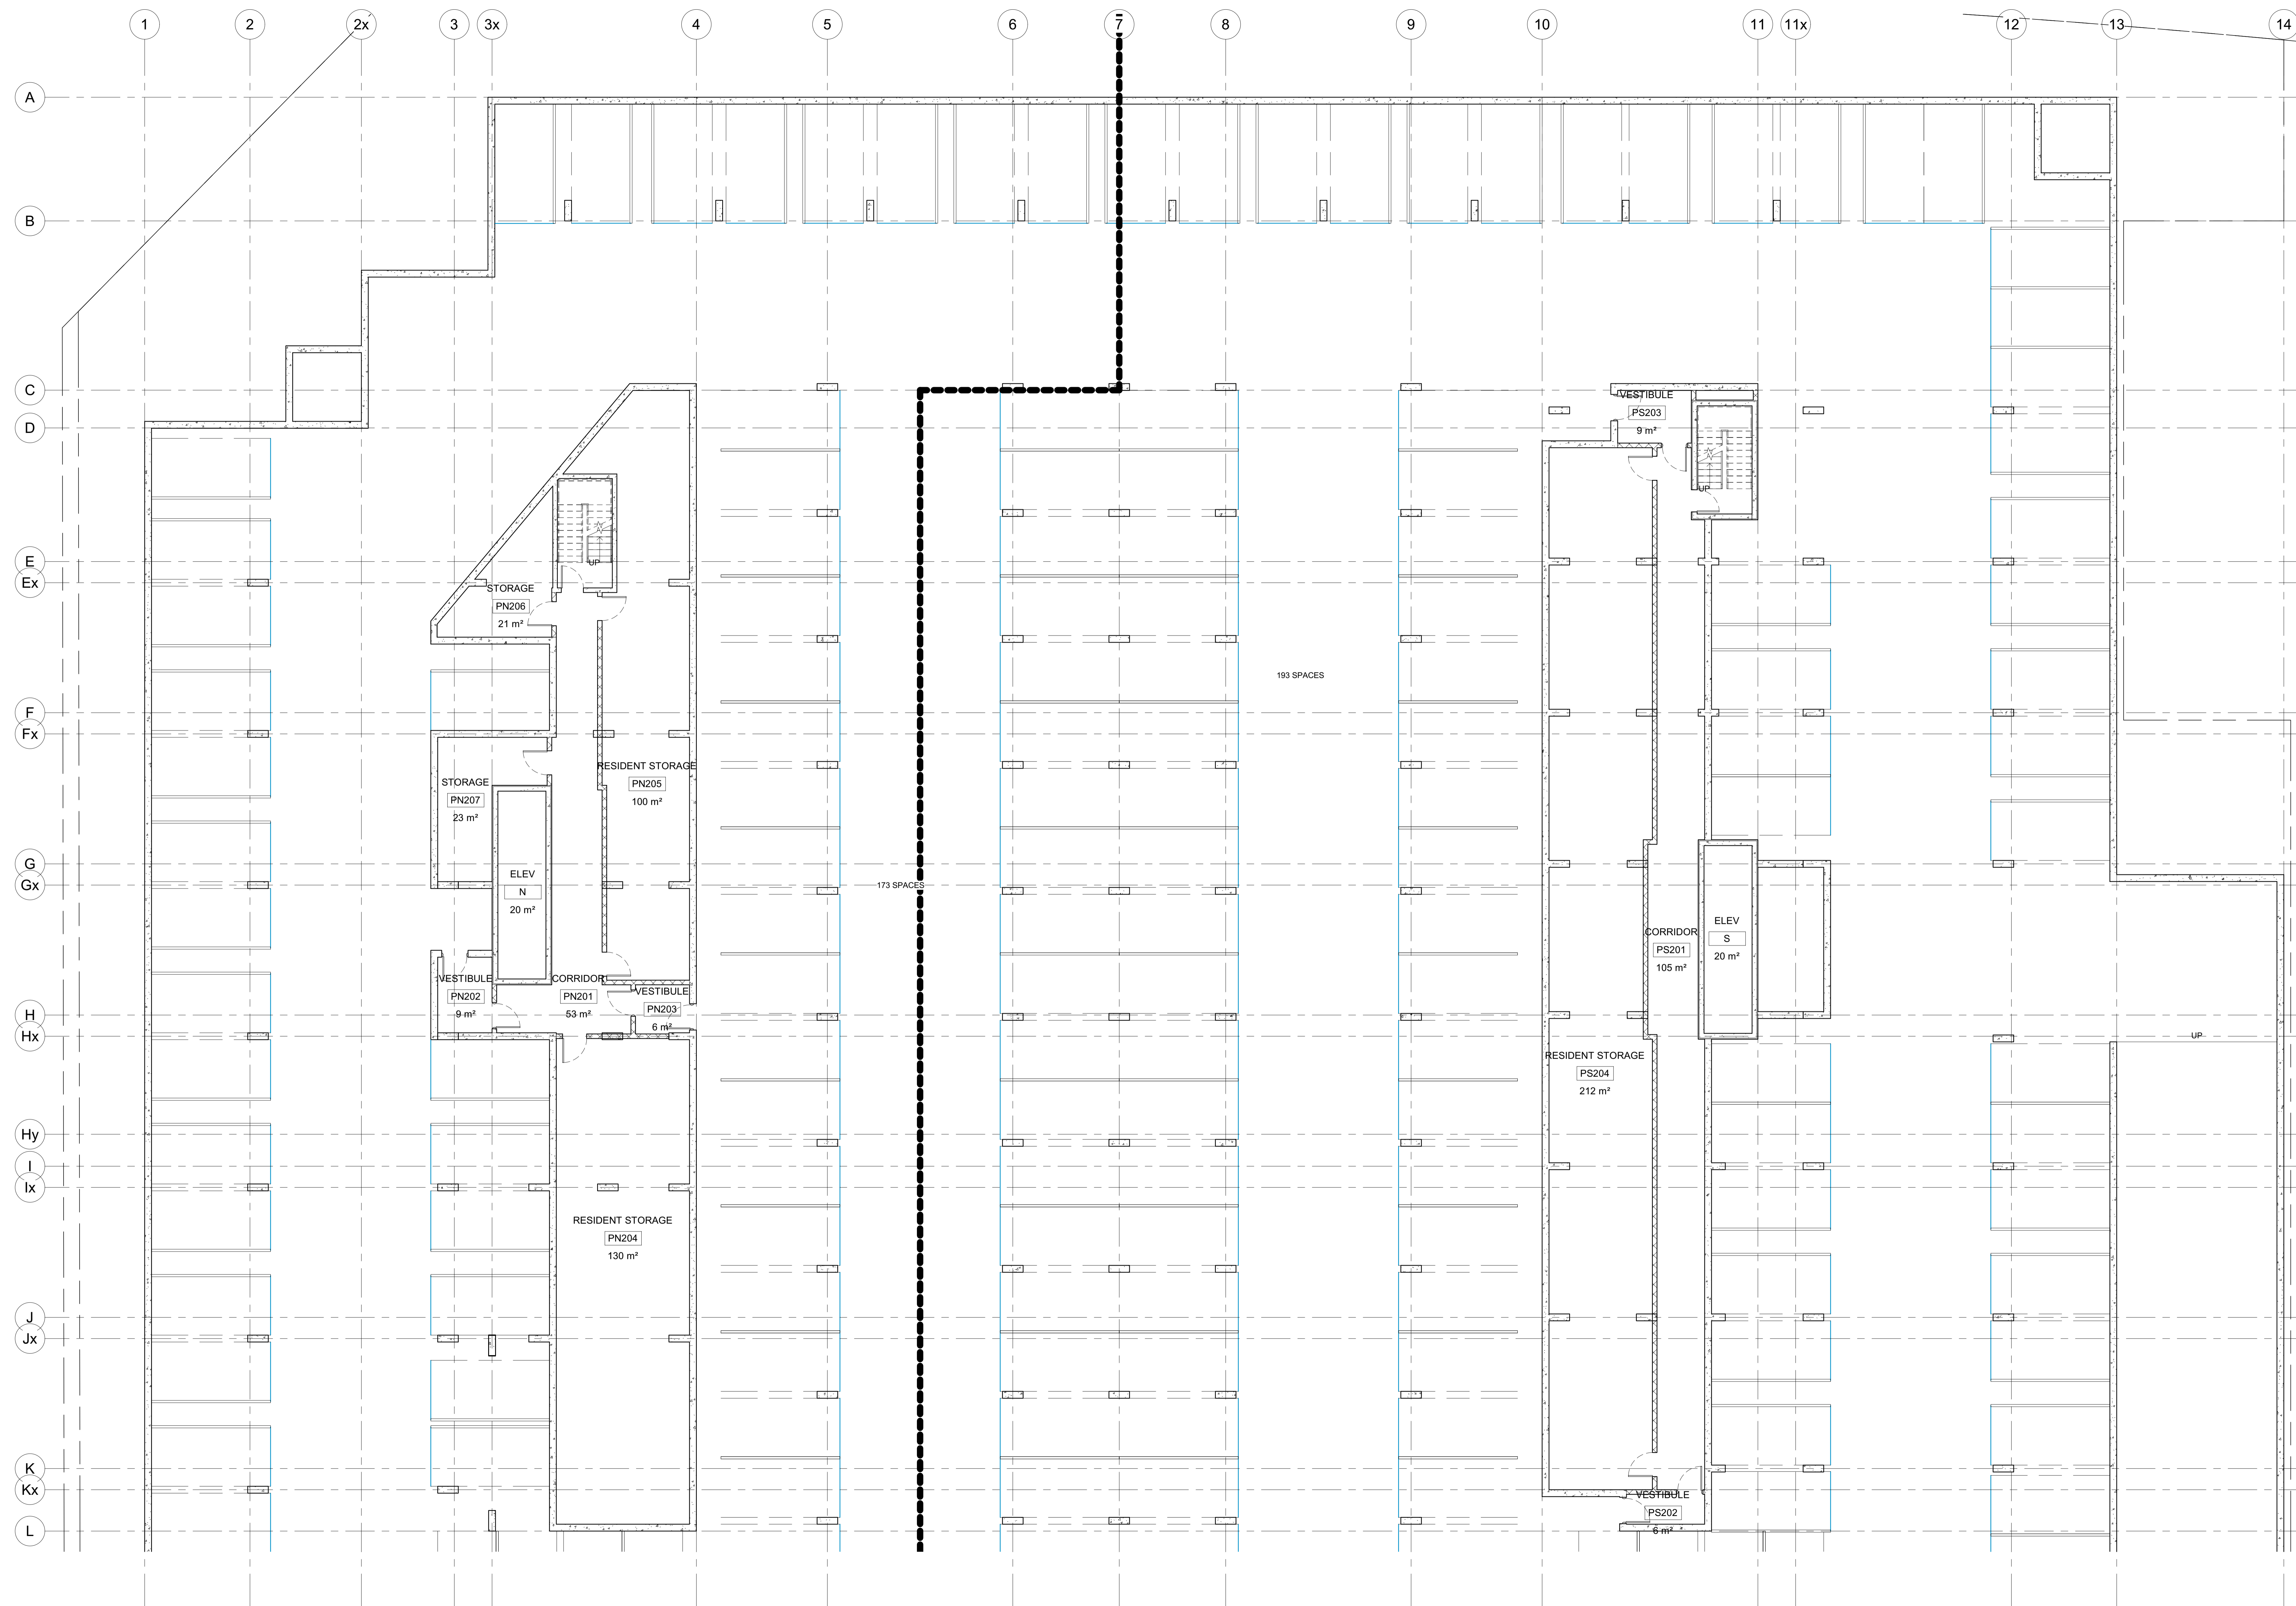 1
2
2x
3
3x
4
5
6
7
8
9
10
11
11x
12
13
14
A
B
C
D
E
Ex
F
Fx
G
Gx
H
Hx
Hy
I
Ix
J
Jx
K
Kx
L
VESTIBULE
PS203
9 m²
UP
UP
STORAGE
PN206
21 m²
193 SPACES
RESIDENT STORAGE
PN205
100 m²
STORAGE
PN207
23 m²
ELEV
N
20 m²
173 SPACES
CORRIDOR
PS201
105 m²
ELEV
S
20 m²
VESTIBULE
PN202
9 m²
CORRIDOR
PN201
53 m²
VESTIBULE
PN203
6 m²
UP
RESIDENT STORAGE
PS204
212 m²
RESIDENT STORAGE
PN204
130 m²
VESTIBULE
PS202
6 m²